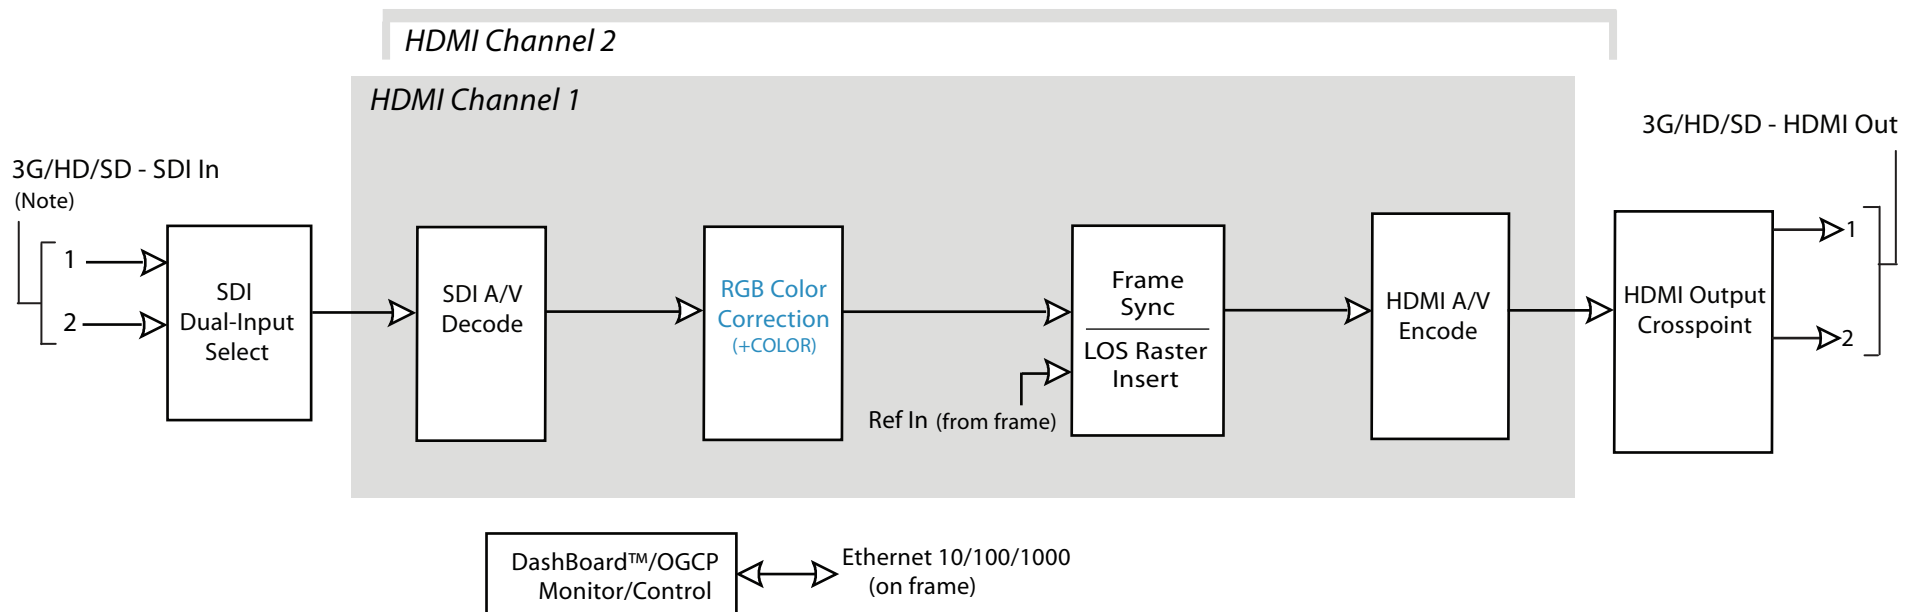 HDMI Channel 2
HDMI Channel 1
3G/HD/SD - HDMI Out
3G/HD/SD - SDI In
(Note)
1
2
SDI
Dual-Input
Select
SDI A/V
Decode
RGB Color
Correction
(+COLOR)
Frame
Sync
LOS Raster
Insert
Ref In (from frame)
HDMI A/V
Encode
HDMI Output
Crosspoint
1
2
DashBoard™/OGCP
Monitor/Control
Ethernet 10/100/1000
(on frame)